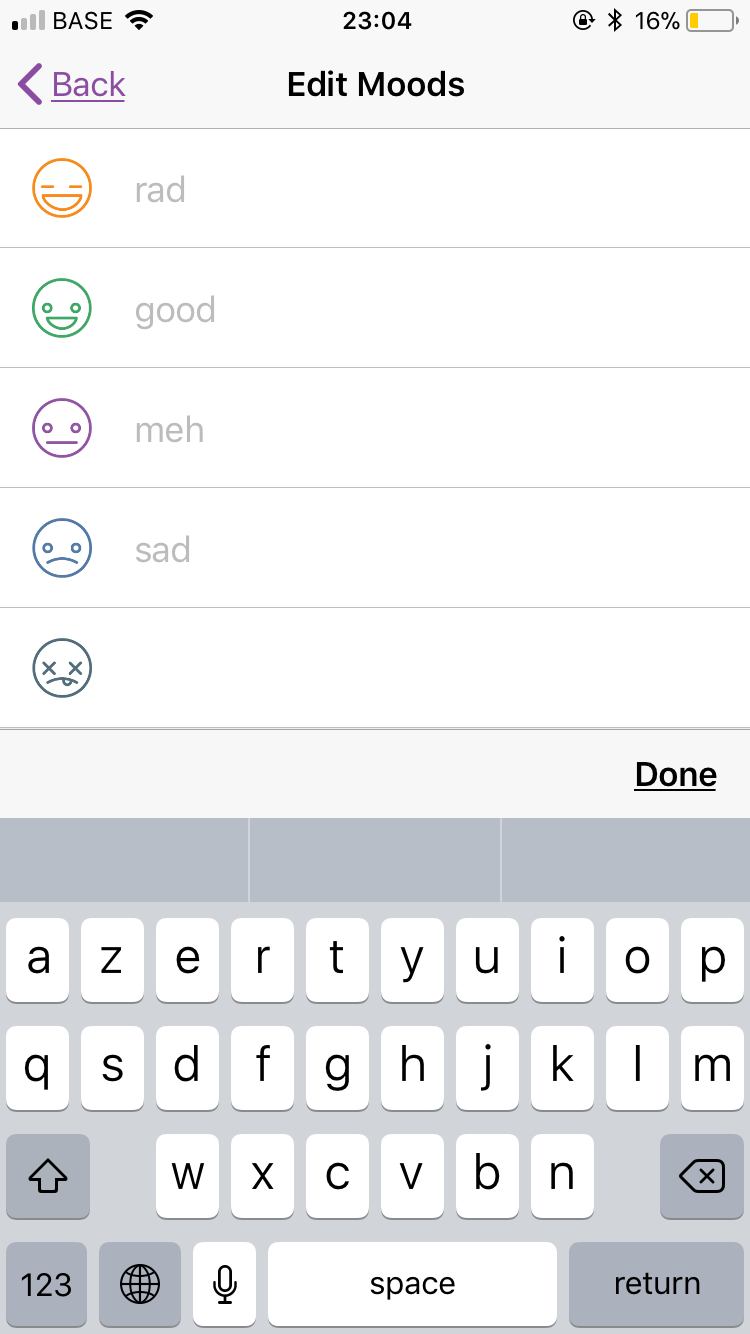 BASE 23:04 16%
Back Edit Moods
rad
good
meh
sad
Done
a z e r t y u i o p
q s d f g h j k l m
w x c v b n
123 space return